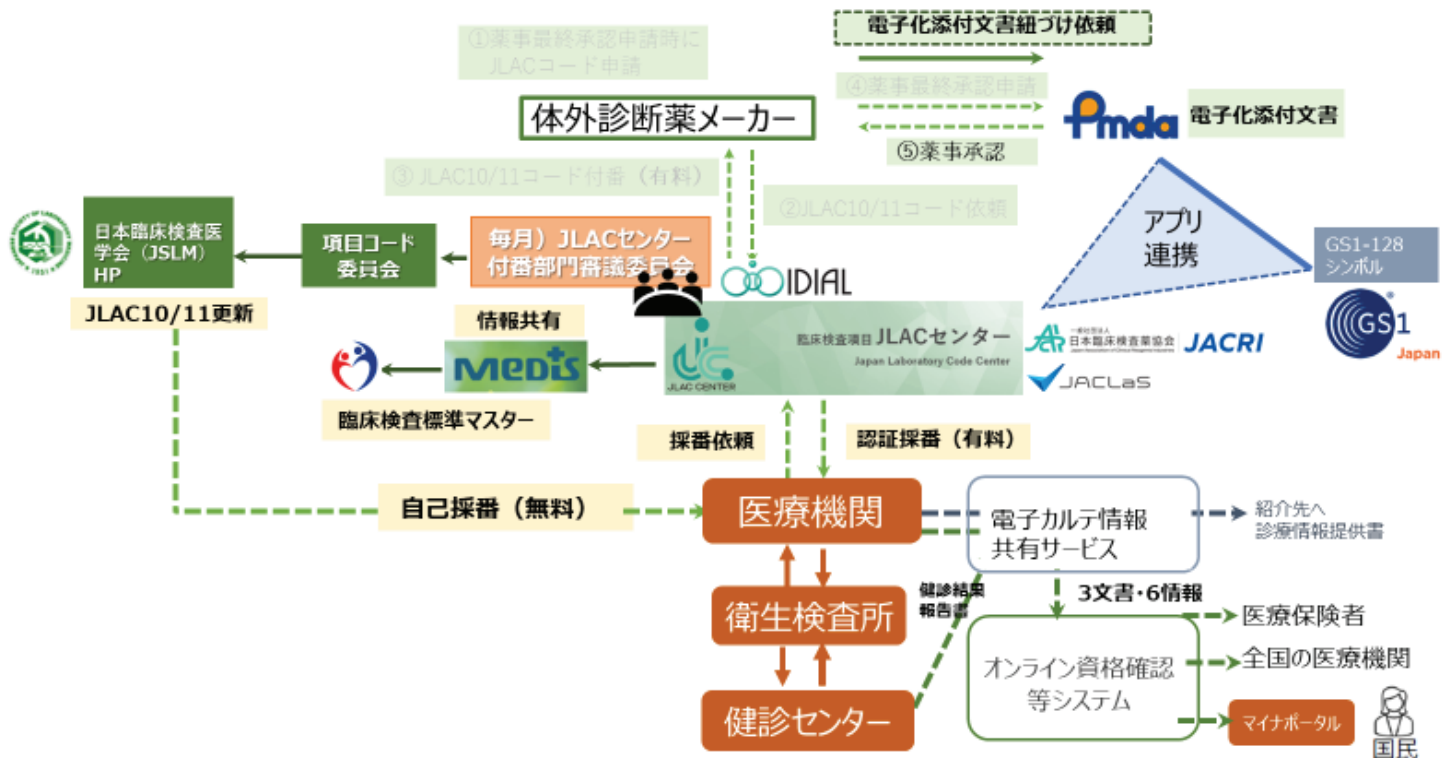 電子化添付文書紐づけ依頼
①薬事最終承認申請時に
JLACコード申請
④薬事最終承認申請
体外診断薬メーカー
Pmda
電子化添付文書
⑤薬事承認
③ JLAC10/11コード付番（有料）
②JLAC10/11コード依頼
アプリ
連携
GS1-128
シンボル
日本臨床検査医
学会（JSLM）
HP
項目コード
委員会
毎月）JLACセンター
付番部門審議委員会
IDIAL
JLAC10/11更新
情報共有
MEDIS
JLAC CENTER
臨床検査項目 JLACセンター
Japan Laboratory Code Center
一般社団法人
日本臨床検査薬協会
JACRI
JACLaS
GS1
Japan
臨床検査標準マスター
採番依頼
認証採番（有料）
自己採番（無料）
医療機関
電子カルテ情報
共有サービス
紹介先へ
診療情報提供書
衛生検査所
健診結果
報告書
3文書・6情報
医療保険者
オンライン資格確認
等システム
全国の医療機関
健診センター
マイナポータル
国民